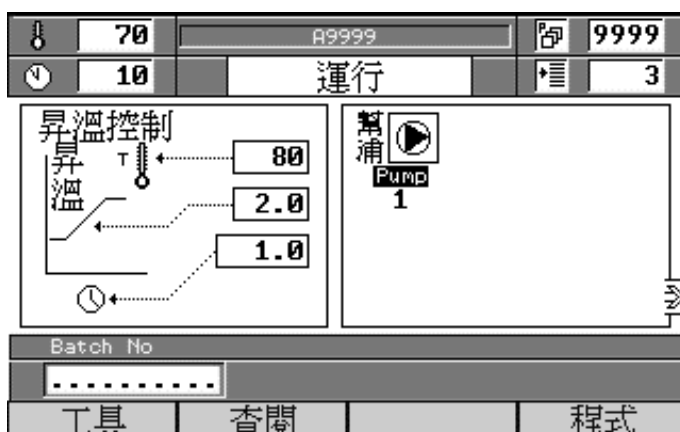 70 A9999 P 9999
10 運行 3
昇溫控制
昇溫 T 80
2.0
1.0
幫浦
Pump
1
Batch No
..........
工具 查閱 程式